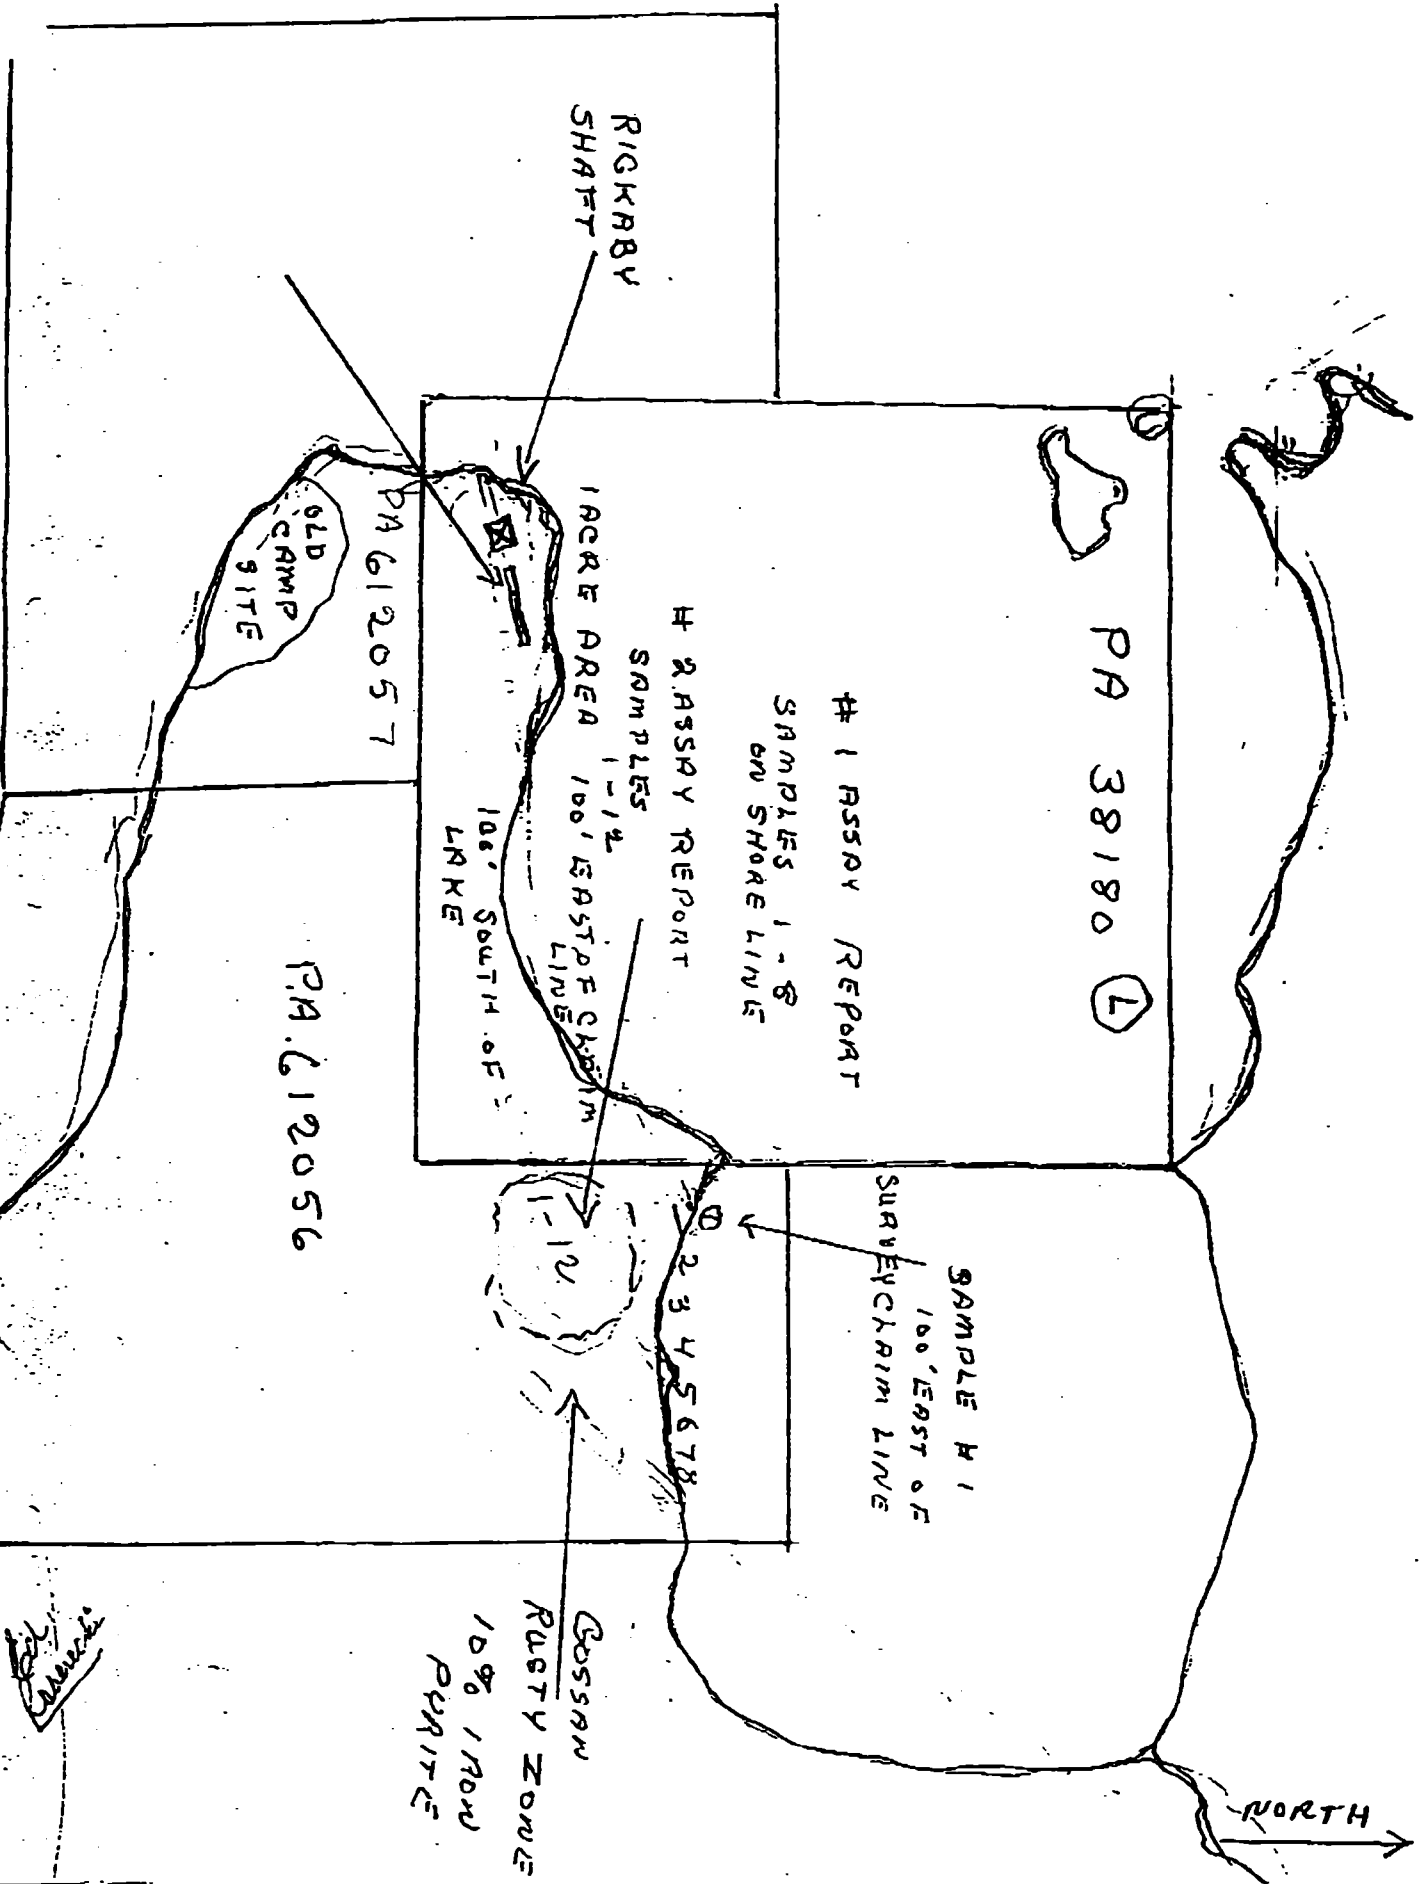 NORTH
PA 38180 (L)
SAMPLE # 1
100' EAST OF
SURVEY CLAIM LINE
# 1 ASSAY REPORT
SAMPLES 1-8
ON SHORE LINE
# 2 ASSAY REPORT
SAMPLES
1-12
1 ACRE AREA 100' EAST OF CLAIM
LINE
100' SOUTH OF
LAKE
RICKABY
SHAFT
1 2 3 4 5 6 7 8
1-12
GOSSAN
RUSTY ZONE
10% IRON
PYRITE
PA 612057
OLD
CAMP
SITE
P.A. 612056